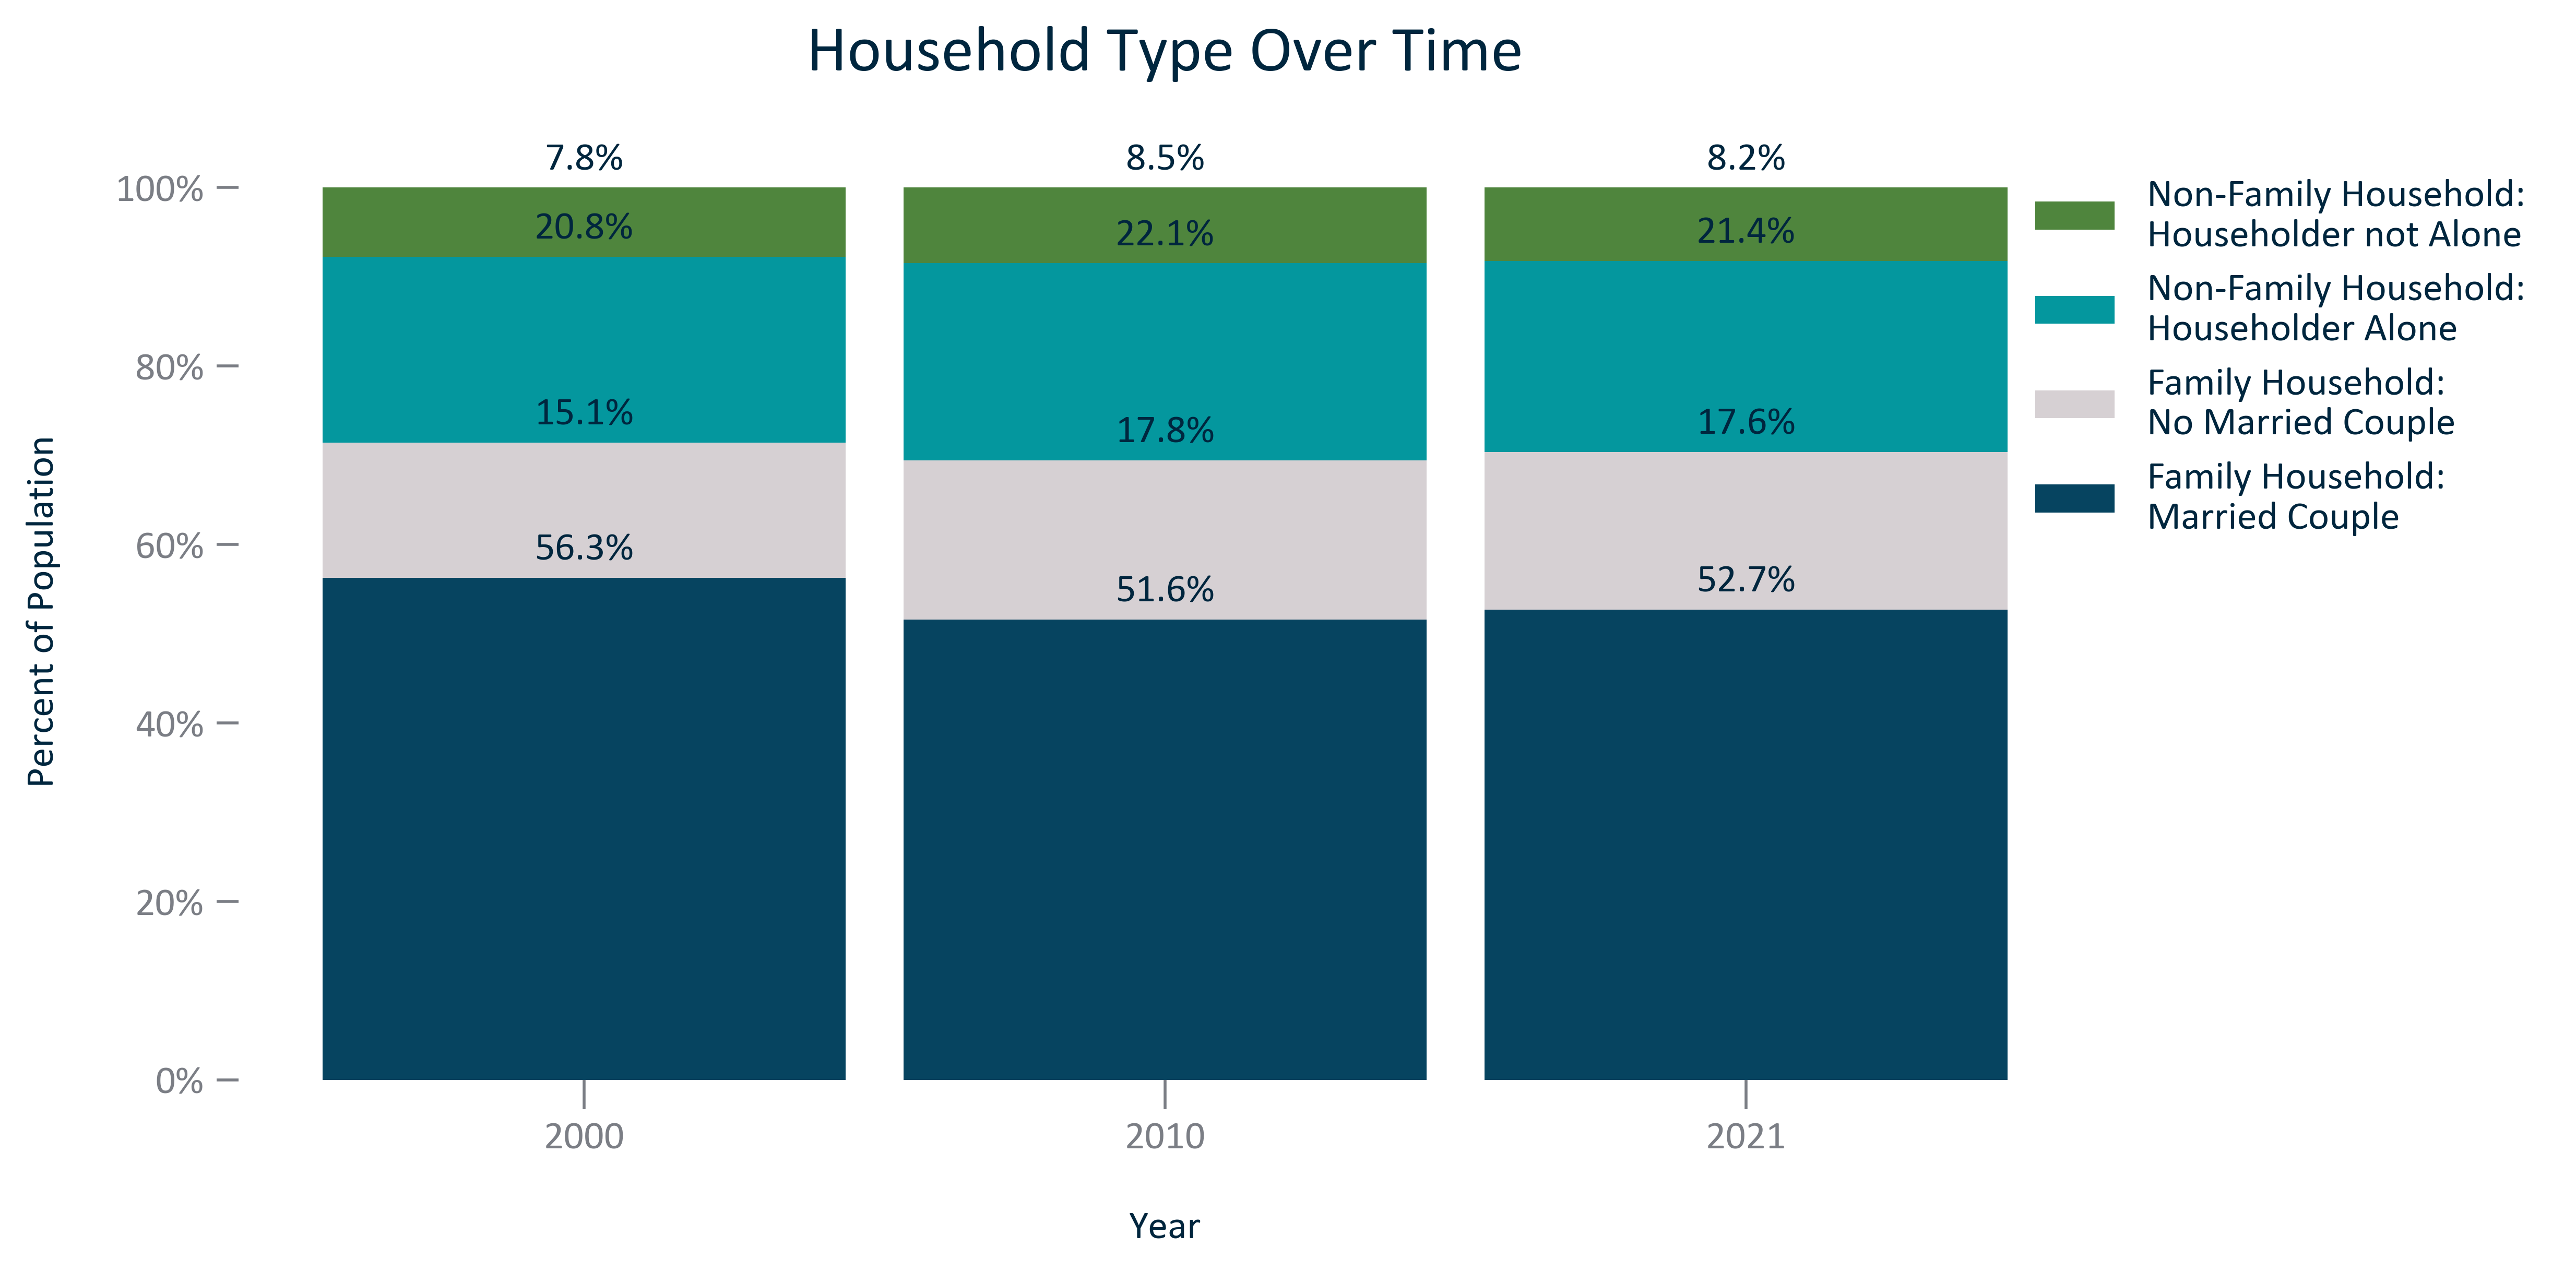 Household Type Over Time
7.8%
8.5%
8.2%
100%
20.8%
22.1%
21.4%
Non-Family Household:
Householder not Alone
Non-Family Household:
Householder Alone
80%
15.1%
17.8%
17.6%
Family Household:
No Married Couple
Family Household:
Married Couple
60%
56.3%
51.6%
52.7%
40%
20%
0%
Percent of Population
2000
2010
2021
Year